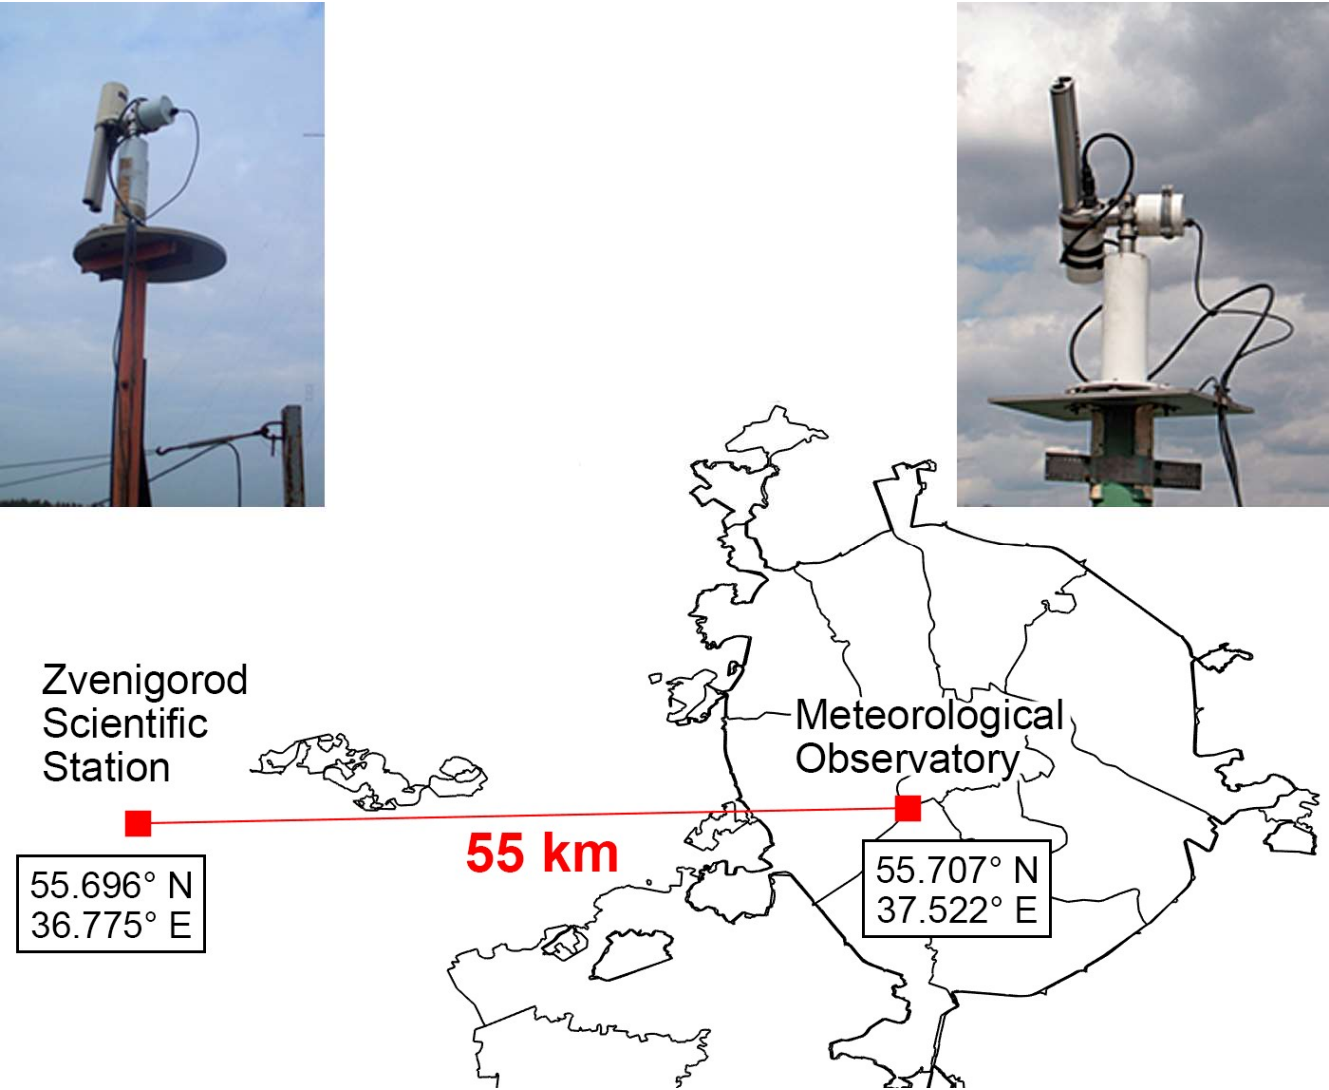 Zvenigorod
Scientific
Station
Meteorological
Observatory
55 km
55.696° N
36.775° E
55.707° N
37.522° E